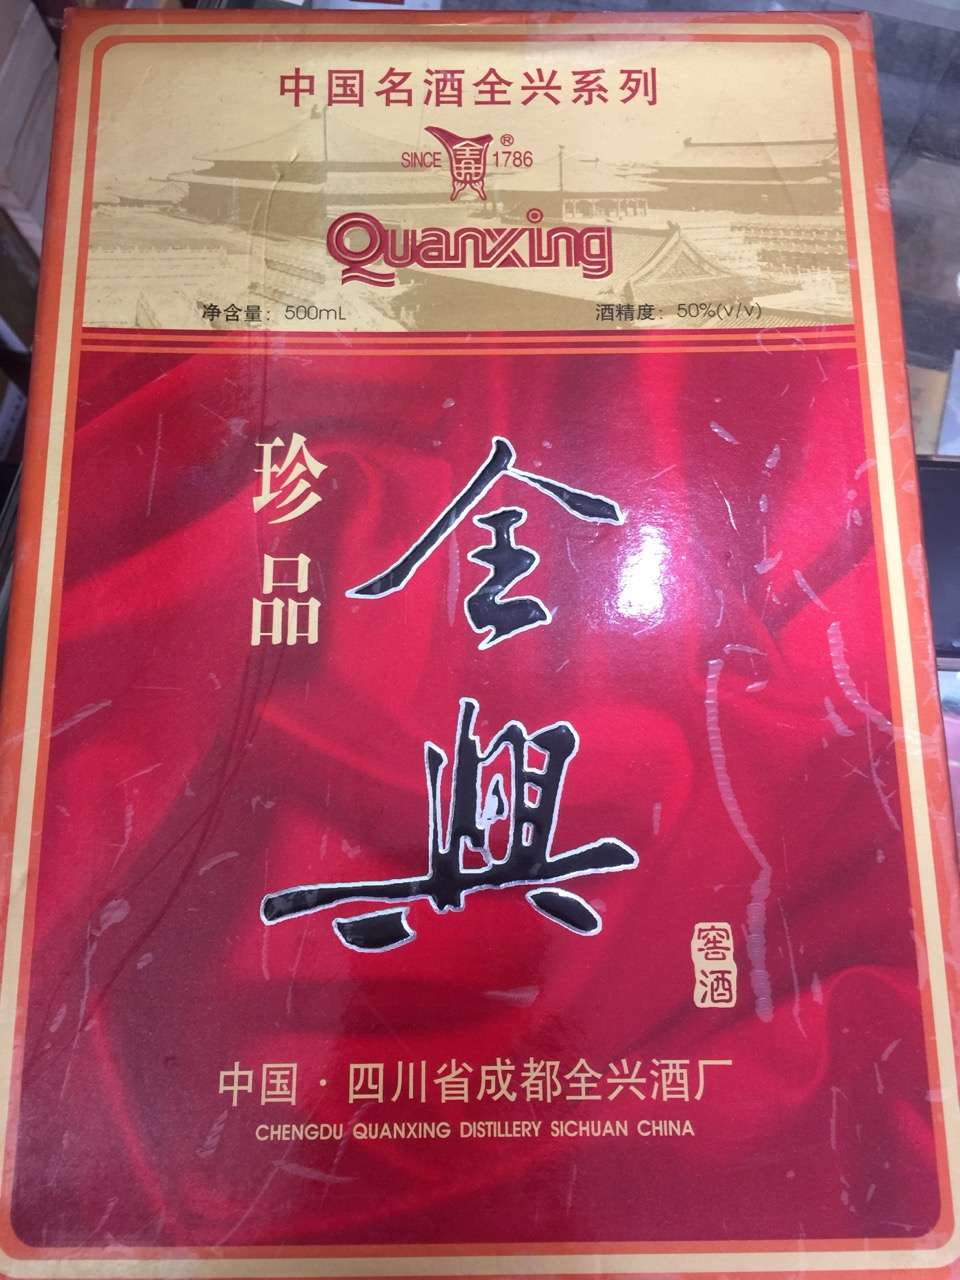 中国名酒全兴系列
SINCE 全興® 1786
Quanxing
净含量：500mL 酒精度：50%(v/v)
珍品
全興
窖酒
中国·四川省成都全兴酒厂
CHENGDU QUANXING DISTILLERY SICHUAN CHINA